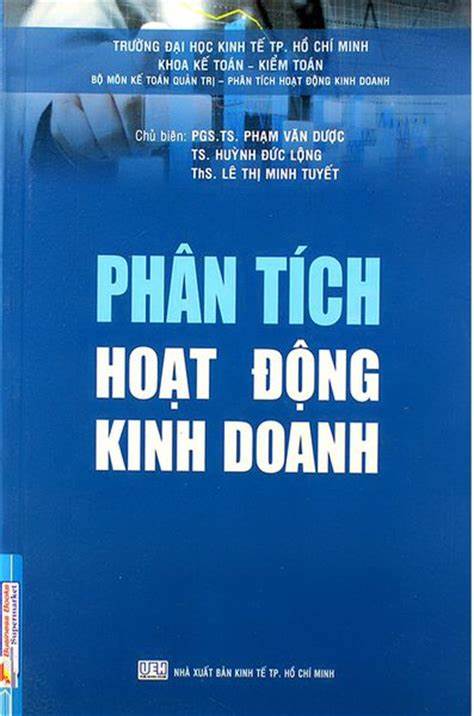 TRƯỜNG ĐẠI HỌC KINH TẾ TP. HỒ CHÍ MINH
KHOA KẾ TOÁN – KIỂM TOÁN
BỘ MÔN KẾ TOÁN QUẢN TRỊ – PHÂN TÍCH HOẠT ĐỘNG KINH DOANH
Chủ biên: PGS.TS. PHẠM VĂN DƯỢC
TS. HUỲNH ĐỨC LỘNG
ThS. LÊ THỊ MINH TUYẾT
PHÂN TÍCH
HOẠT ĐỘNG
KINH DOANH
Business Books
Supermarket
UEH
NHÀ XUẤT BẢN KINH TẾ TP. HỒ CHÍ MINH